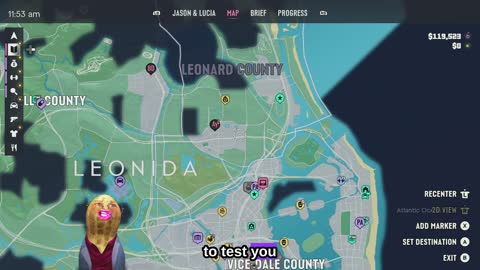 11:53 am
JASON & LUCIA MAP BRIEF PROGRESS
$119,523
$0
LEONARD COUNTY
LL COUNTY
LEONIDA
RECENTER
2D VIEW
ADD MARKER
SET DESTINATION
EXIT
to test you
VICE-DALE COUNTY